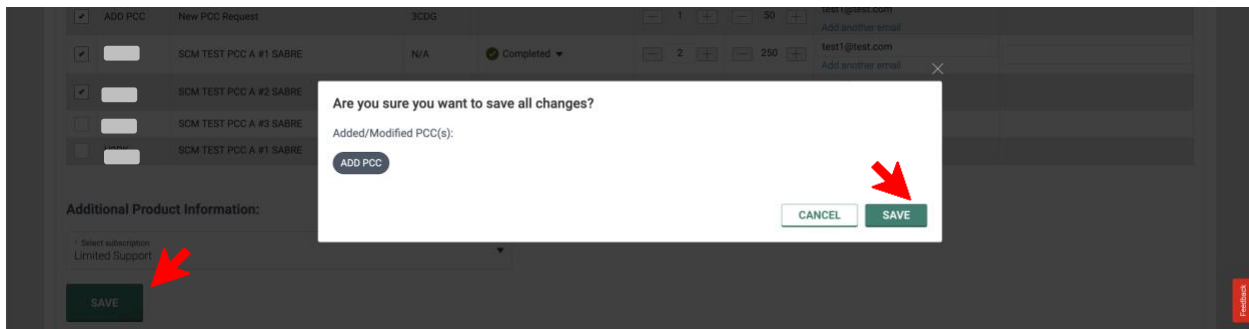 ADD PCC New PCC Request 3CDG 1 50 test1@test.com
Add another email
SCM TEST PCC A #1 SABRE N/A Completed 2 250 test1@test.com
Add another email
SCM TEST PCC A #2 SABRE
SCM TEST PCC A #3 SABRE
SCM TEST PCC A #1 SABRE
Are you sure you want to save all changes?
Added/Modified PCC(s):
ADD PCC
CANCEL SAVE
Additional Product Information:
* Select subscription
Limited Support
SAVE
Feedback